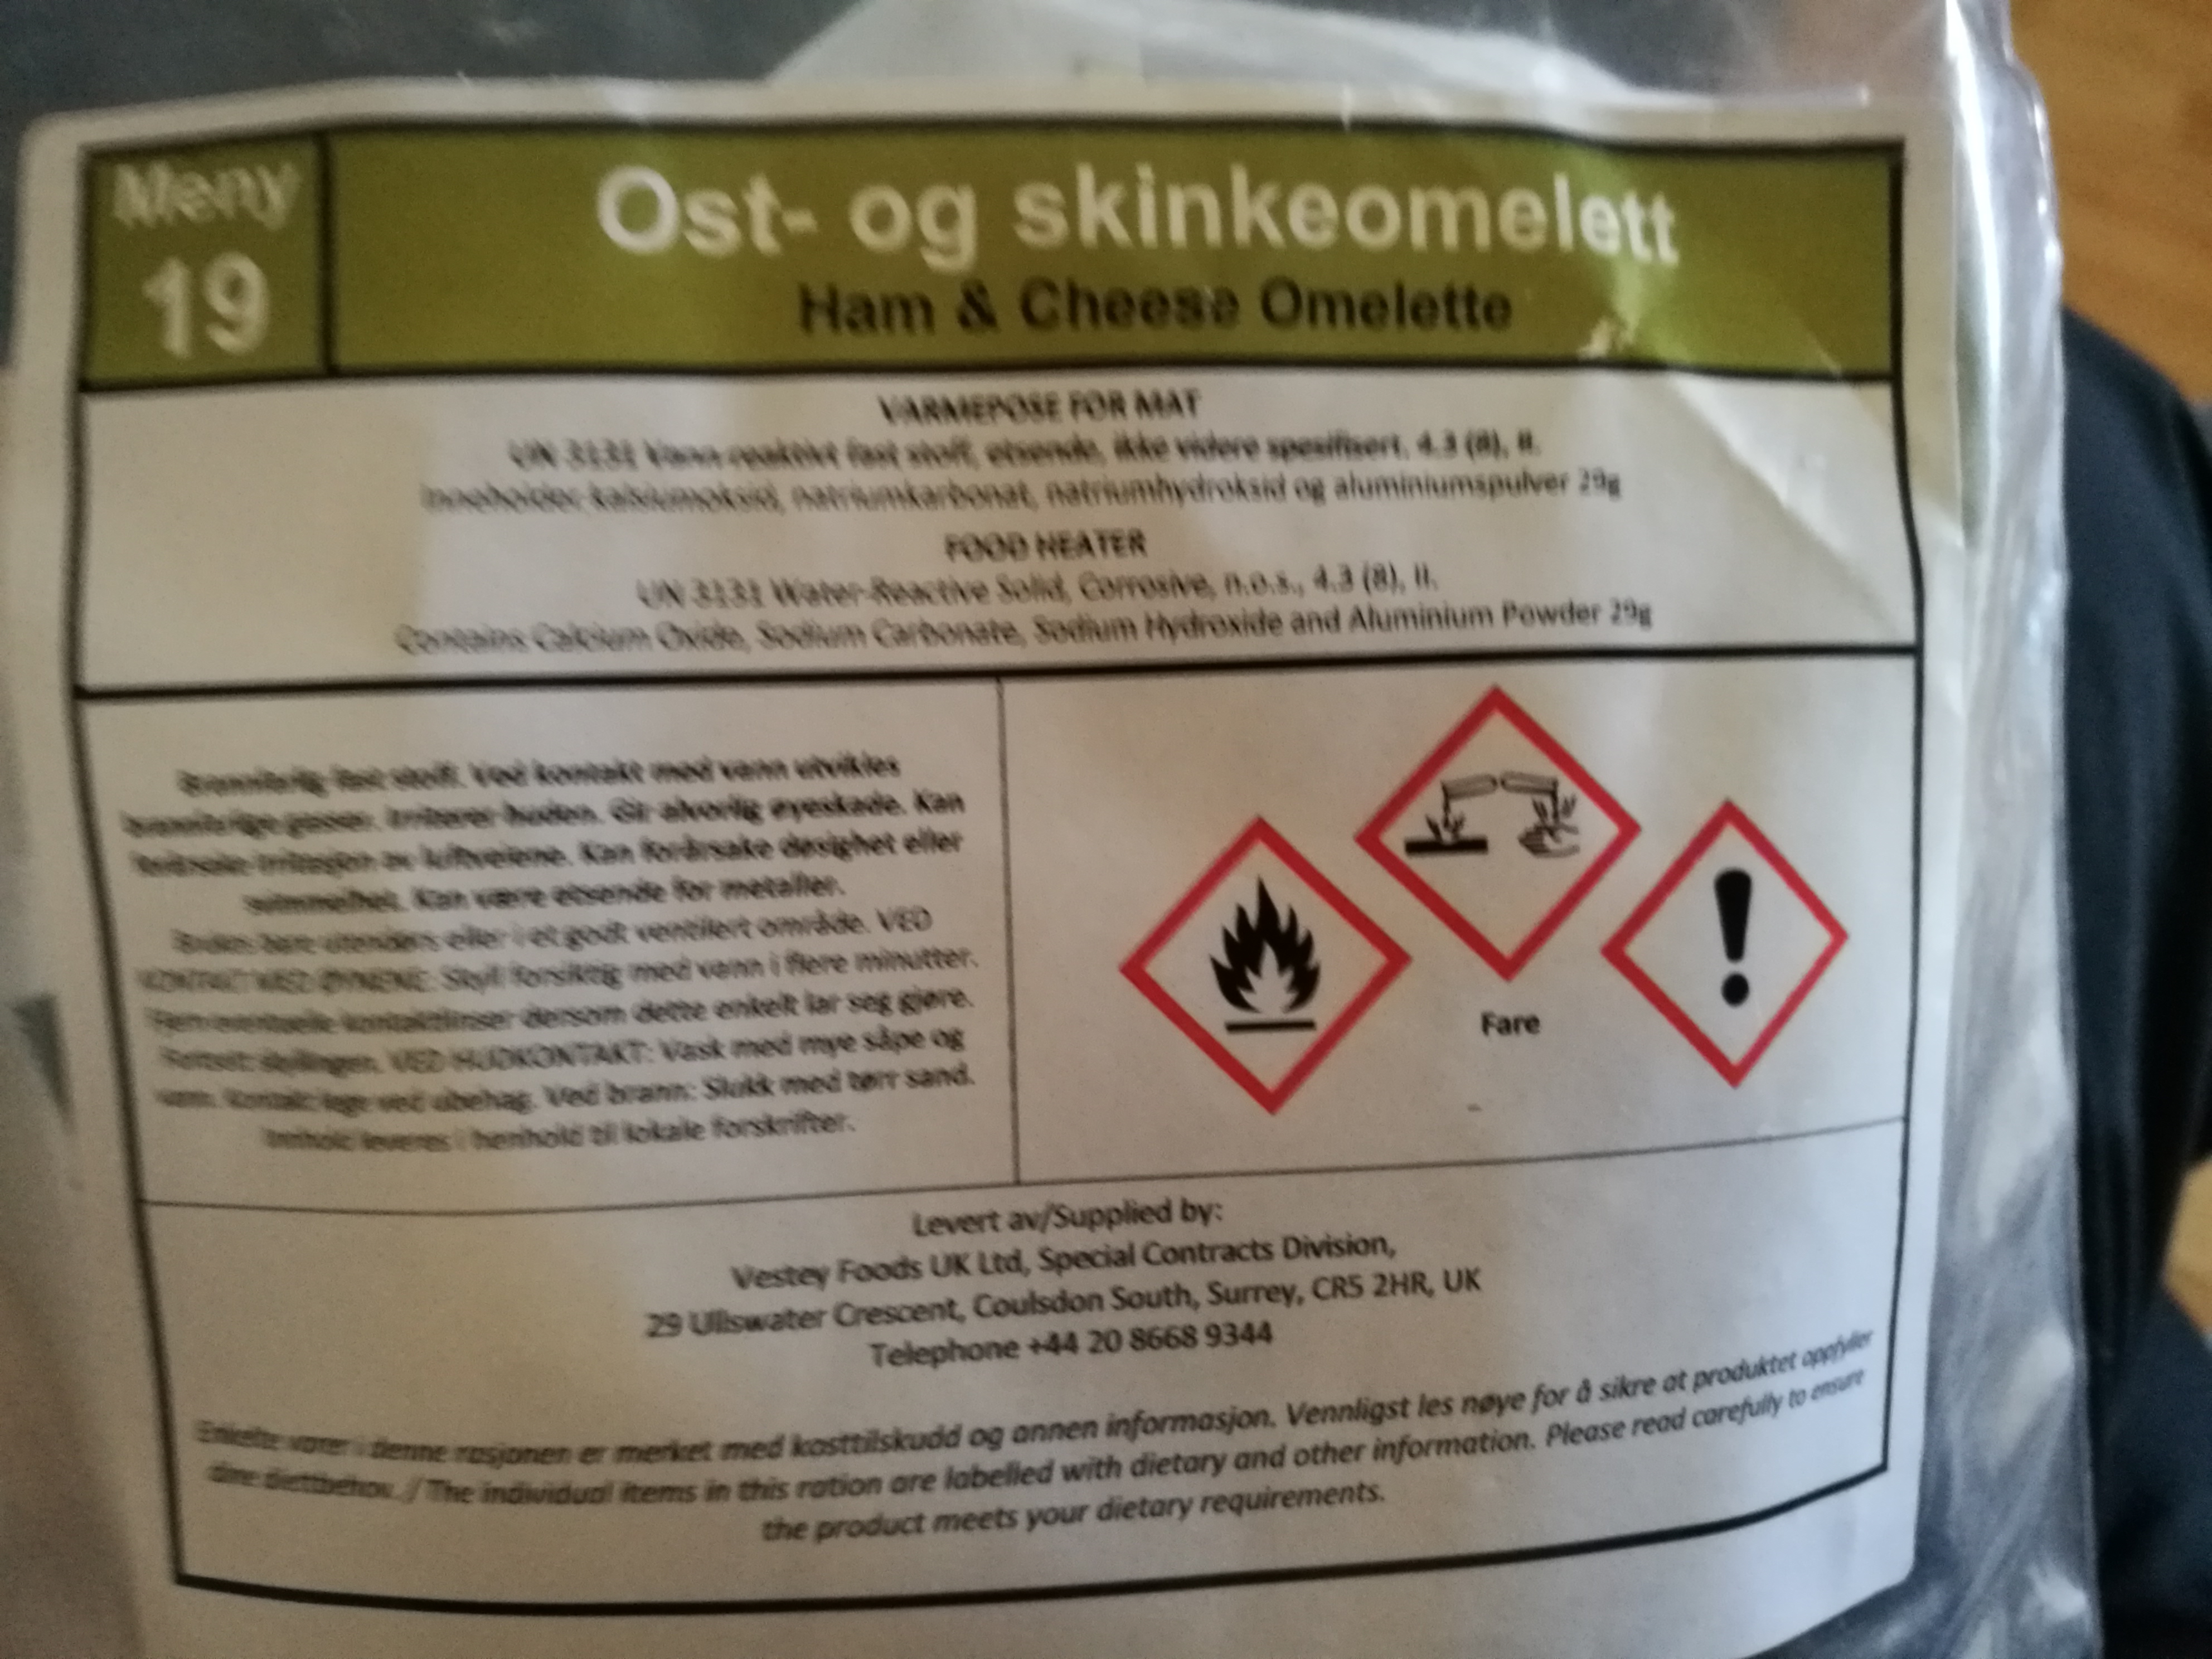 Meny
19
Ost- og skinkeomelett
Ham & Cheese Omelette
VARMEPOSE FOR MAT
UN 3131 Vann-reaktivt fast stoff, etsende, ikke videre spesifisert, 4.3 (8), II.
Inneholder kalsiumoksid, natriumkarbonat, natriumhydroksid og aluminiumspulver 29g
FOOD HEATER
UN 3131 Water-Reactive Solid, Corrosive, n.o.s., 4.3 (8), II.
Contains Calcium Oxide, Sodium Carbonate, Sodium Hydroxide and Aluminium Powder 29g
Brannfarlig fast stoff. Ved kontakt med vann utvikles
brannfarlige gasser. Irriterer huden. Gir alvorlig øyeskade. Kan
forårsake irritasjon av luftveiene. Kan forårsake døsighet eller
svimmelhet. Kan være etsende for metaller.
Brukes bare utendørs eller i et godt ventilert område. VED
KONTAKT MED ØYNENE: Skyll forsiktig med vann i flere minutter.
Fjern eventuelle kontaktlinser dersom dette enkelt lar seg gjøre.
Fortsett skyllingen. VED HUDKONTAKT: Vask med mye såpe og
vann. Kontakt lege ved ubehag. Ved brann: Slukk med tørr sand.
Innhold leveres i henhold til lokale forskrifter.
Fare
Levert av/Supplied by:
Vestey Foods UK Ltd, Special Contracts Division,
29 Ullswater Crescent, Coulsdon South, Surrey, CR5 2HR, UK
Telephone +44 20 8668 9344
Enkelte varer i denne rasjonen er merket med kosttilskudd og annen informasjon. Vennligst les nøye for å sikre at produktet oppfyller
dine diettbehov. / The individual items in this ration are labelled with dietary and other information. Please read carefully to ensure
the product meets your dietary requirements.